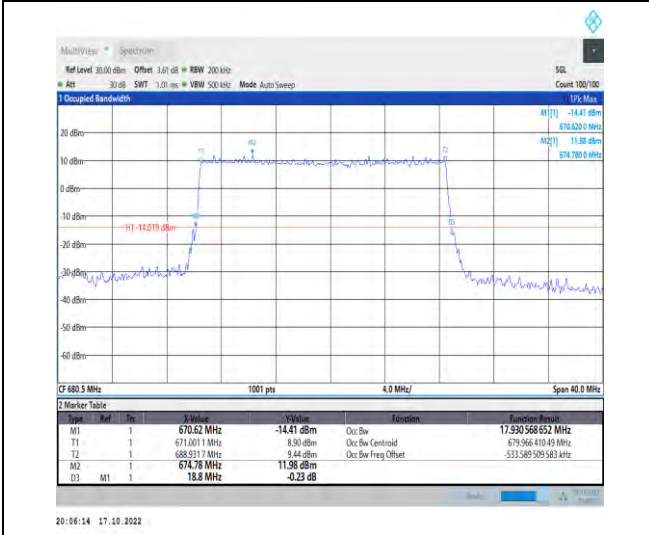 MultiView Spectrum
Ref Level 30.00 dBm Offset 3.61 dB RBW 200 kHz SGL
Att 30 dB SWT 1.01 ms VBW 500 kHz Mode Auto Sweep Count 100/100
1 Occupied Bandwidth 1Pk Max
M1[1] -14.41 dBm
670.620 0 MHz
M2[1] 11.98 dBm
674.780 0 MHz
20 dBm
M2
T1 T2
10 dBm
0 dBm
-10 dBm
M1 D3
H1 -14.019 dBm
-20 dBm
-30 dBm
-40 dBm
-50 dBm
-60 dBm
CF 680.5 MHz 1001 pts 4.0 MHz/ Span 40.0 MHz
2 Marker Table
Type Ref Trc X-Value Y-Value Function Function Result
M1 1 670.62 MHz -14.41 dBm Occ Bw 17.930 568 652 MHz
T1 1 671.001 1 MHz 8.90 dBm Occ Bw Centroid 679.966 410 49 MHz
T2 1 688.931 7 MHz 9.44 dBm Occ Bw Freq Offset -533.589 509 583 kHz
M2 1 674.78 MHz 11.98 dBm
D3 M1 1 18.8 MHz -0.23 dB
20:06:14 17.10.2022